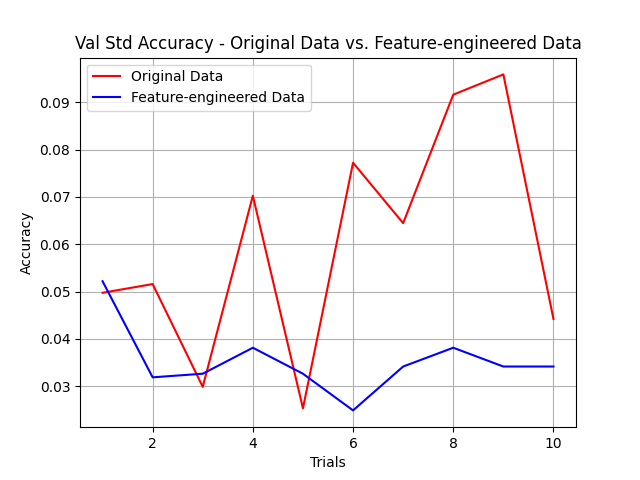 Val Std Accuracy - Original Data vs. Feature-engineered Data
Original Data
Feature-engineered Data
0.09
0.08
0.07
0.06
0.05
0.04
0.03
Accuracy
2 4 6 8 10
Trials